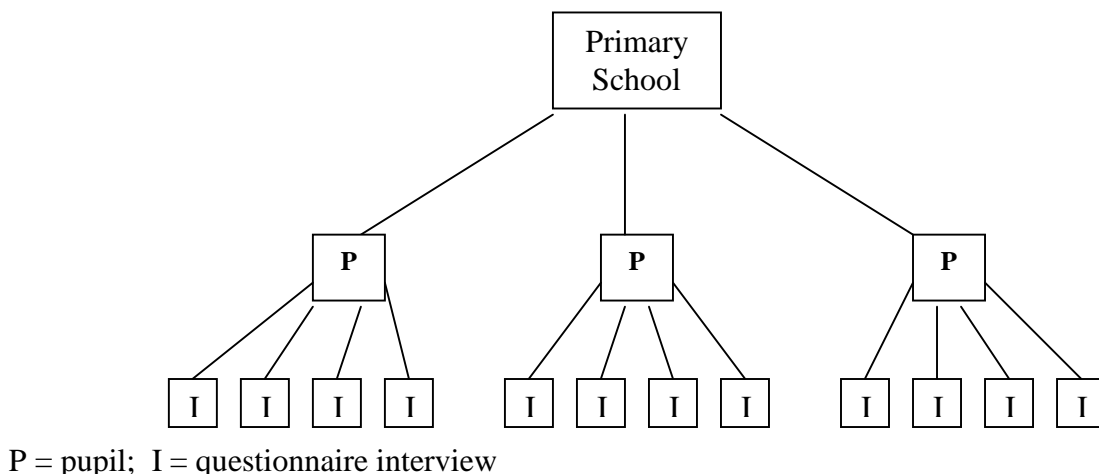 Primary
School
P P P
I I I I I I I I I I I I
P = pupil; I = questionnaire interview